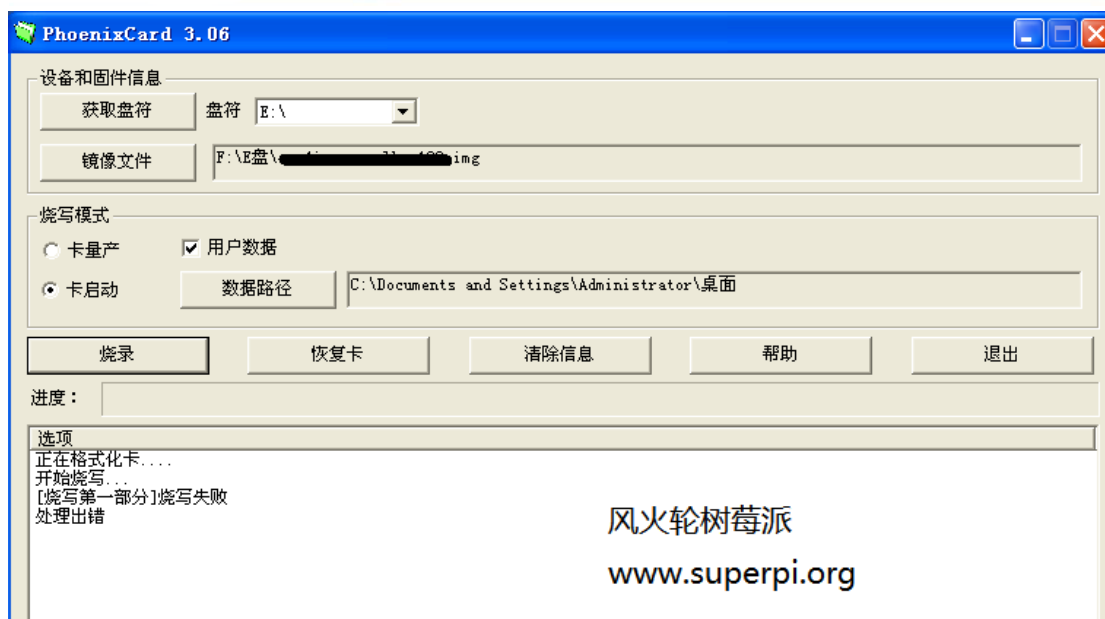 PhoenixCard 3.06
设备和固件信息
获取盘符 盘符 E:\
镜像文件 F:\E盘\ img
烧写模式
卡量产 用户数据
卡启动 数据路径 C:\Documents and Settings\Administrator\桌面
烧录 恢复卡 清除信息 帮助 退出
进度：
选项
正在格式化卡....
开始烧写...
[烧写第一部分]烧写失败
处理出错
风火轮树莓派
www.superpi.org